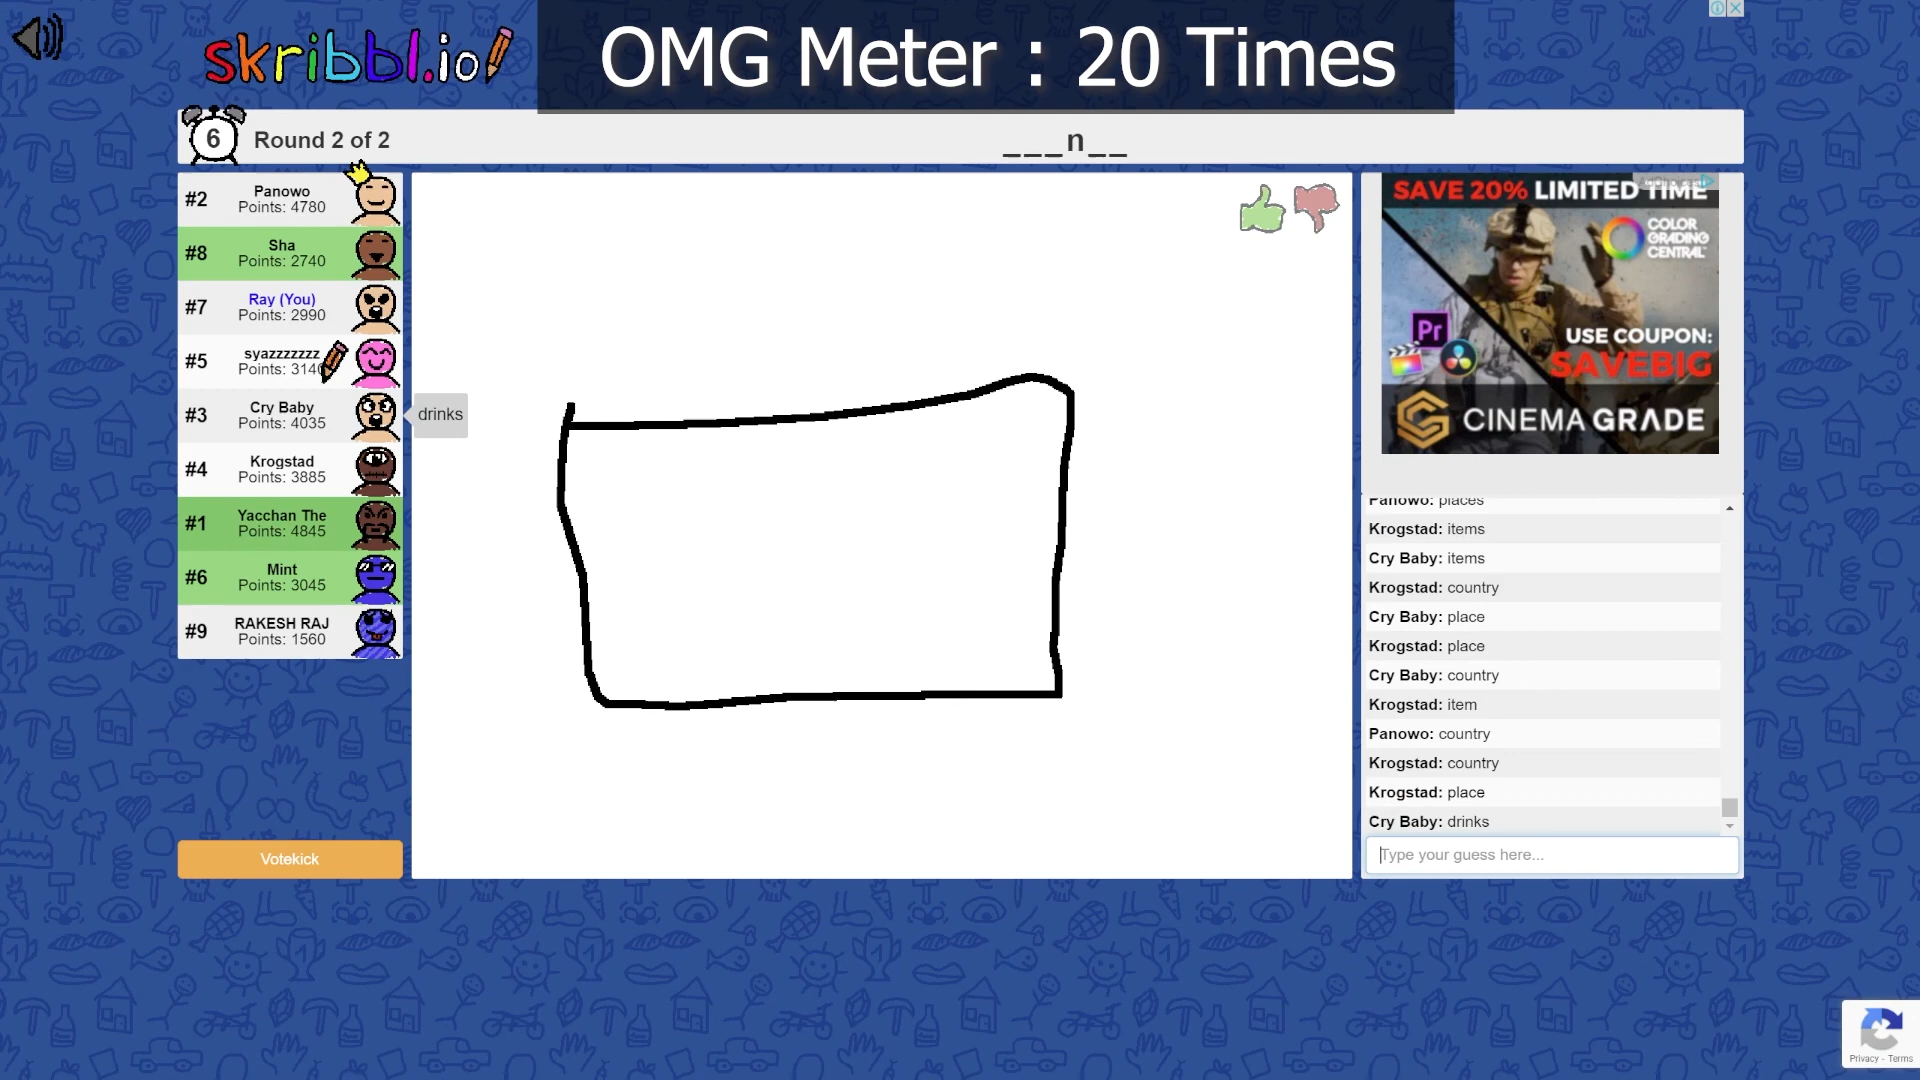 skribbl.io
OMG Meter : 20 Times
6
Round 2 of 2
___n__
#2
Panowo
Points: 4780
#8
Sha
Points: 2740
#7
Ray (You)
Points: 2990
#5
syazzzzzzz
Points: 3140
#3
Cry Baby
Points: 4035
drinks
#4
Krogstad
Points: 3885
#1
Yacchan The
Points: 4845
#6
Mint
Points: 3045
#9
RAKESH RAJ
Points: 1560
Votekick
SAVE 20% LIMITED TIME
COLOR
GRADING
CENTRAL
Pr
USE COUPON:
SAVEBIG
CINEMA GRADE
Panowo: places
Krogstad: items
Cry Baby: items
Krogstad: country
Cry Baby: place
Krogstad: place
Cry Baby: country
Krogstad: item
Panowo: country
Krogstad: country
Krogstad: place
Cry Baby: drinks
Type your guess here...
Privacy - Terms